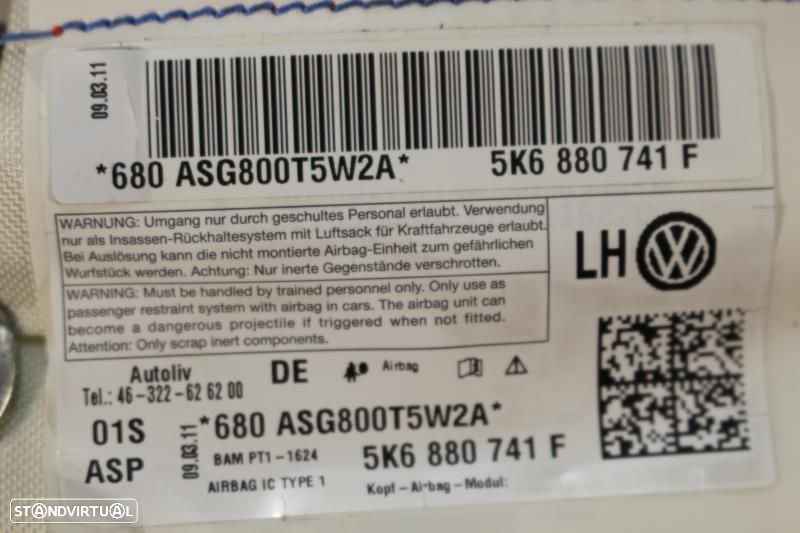 09.03.11
*680 ASG800T5W2A* 5K6 880 741 F
WARNUNG: Umgang nur durch geschultes Personal erlaubt. Verwendung
nur als Insassen-Rückhaltesystem mit Luftsack für Kraftfahrzeuge erlaubt.
Bei Auslösung kann die nicht montierte Airbag-Einheit zum gefährlichen
Wurfstück werden. Achtung: Nur inerte Gegenstände verschrotten.
LH
WARNING: Must be handled by trained personnel only. Only use as
passenger restraint system with airbag in cars. The airbag unit can
become a dangerous projectile if triggered when not fitted.
Attention: Only scrap inert components.
Autoliv DE Airbag
Tel.: 46-322-62 62 00
01S 09.03.11 *680 ASG800T5W2A*
ASP BAM PT1-1624 5K6 880 741 F
AIRBAG IC TYPE 1 Kopf-Airbag-Modul:
STANDVIRTUAL